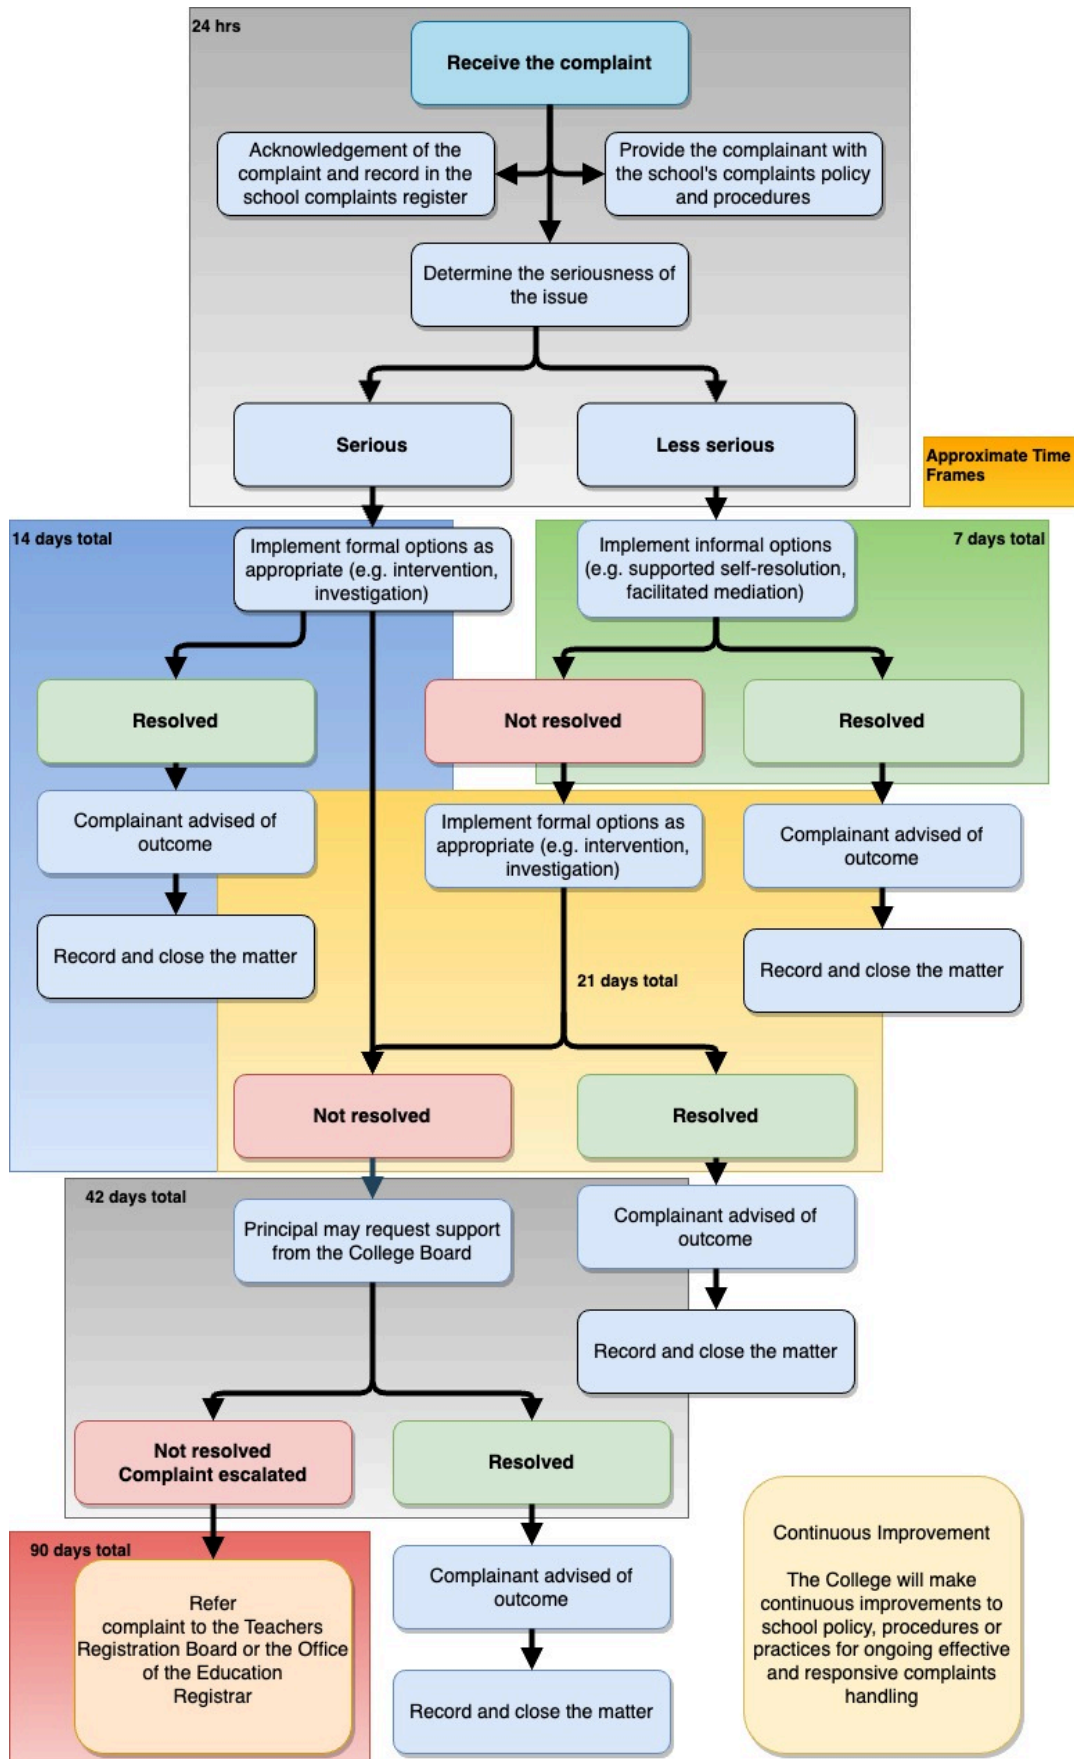 24 hrs
Receive the complaint
Acknowledgement of the
complaint and record in the
school complaints register
Provide the complainant with
the school's complaints policy
and procedures
Determine the seriousness of
the issue
Serious
Less serious
Approximate Time
Frames
14 days total
Implement formal options as
appropriate (e.g. intervention,
investigation)
Implement informal options
(e.g. supported self-resolution,
facilitated mediation)
7 days total
Resolved
Not resolved
Resolved
Complainant advised of
outcome
Implement formal options as
appropriate (e.g. intervention,
investigation)
Complainant advised of
outcome
Record and close the matter
Record and close the matter
21 days total
Not resolved
Resolved
42 days total
Principal may request support
from the College Board
Complainant advised of
outcome
Record and close the matter
Not resolved
Complaint escalated
Resolved
90 days total
Refer
complaint to the Teachers
Registration Board or the Office
of the Education
Registrar
Complainant advised of
outcome
Record and close the matter
Continuous Improvement
The College will make
continuous improvements to
school policy, procedures or
practices for ongoing effective
and responsive complaints
handling